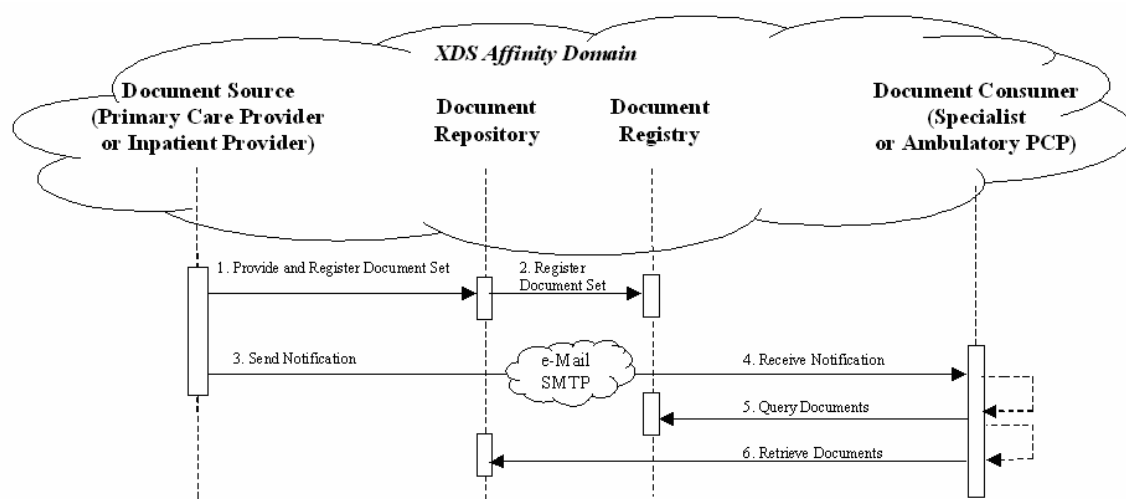 XDS Affinity Domain
Document Source
(Primary Care Provider
or Inpatient Provider)
Document
Repository
Document
Registry
Document Consumer
(Specialist
or Ambulatory PCP)
1. Provide and Register Document Set
2. Register
Document Set
3. Send Notification
e-Mail
SMTP
4. Receive Notification
5. Query Documents
6. Retrieve Documents